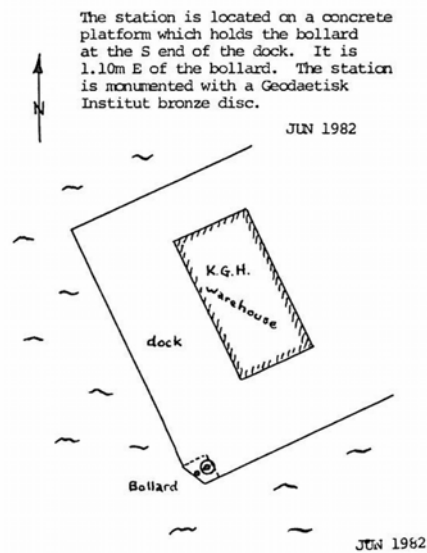 The station is located on a concrete
platform which holds the bollard
at the S end of the dock. It is
1.10m E of the bollard. The station
is monumented with a Geodaetisk
Institut bronze disc.
JUN 1982
N
K.G.H.
warehouse
dock
Bollard
JUN 1982